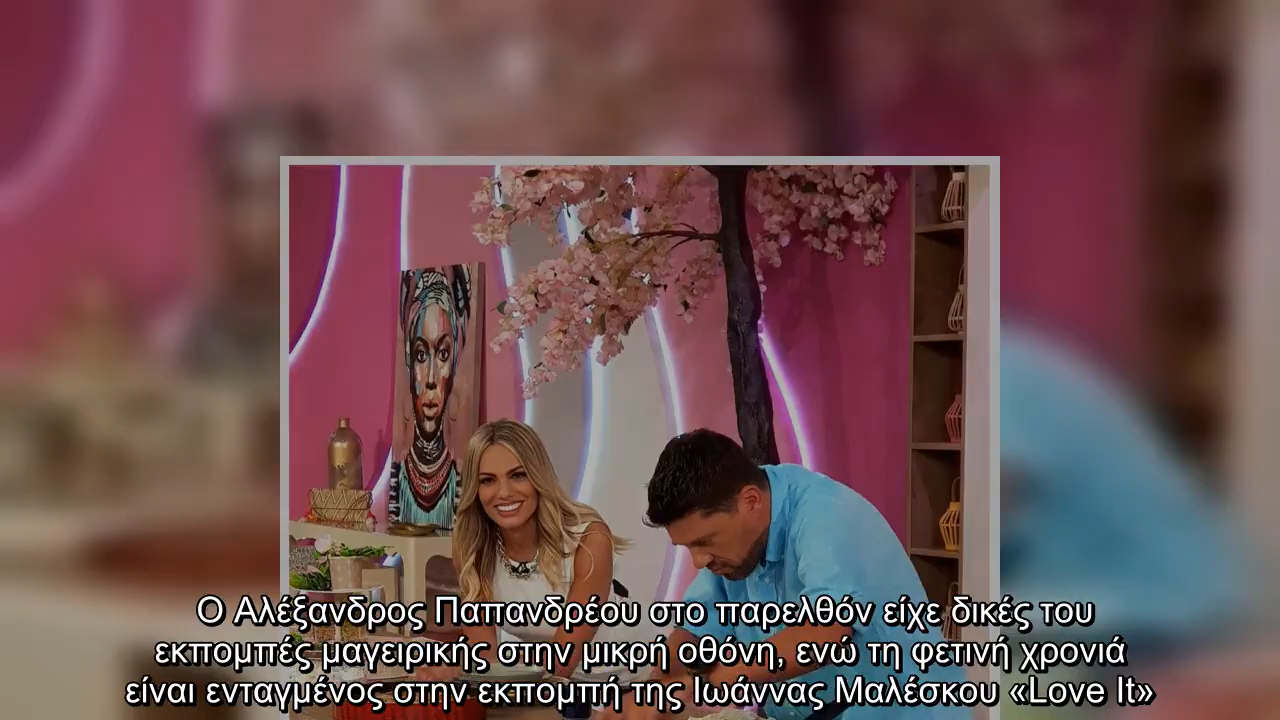 Ο Αλέξανδρος Παπανδρέου στο παρελθόν είχε δικές του
εκπομπές μαγειρικής στην μικρή οθόνη, ενώ τη φετινή χρονιά
είναι ενταγμένος στην εκπομπή της Ιωάννας Μαλέσκου «Love It»